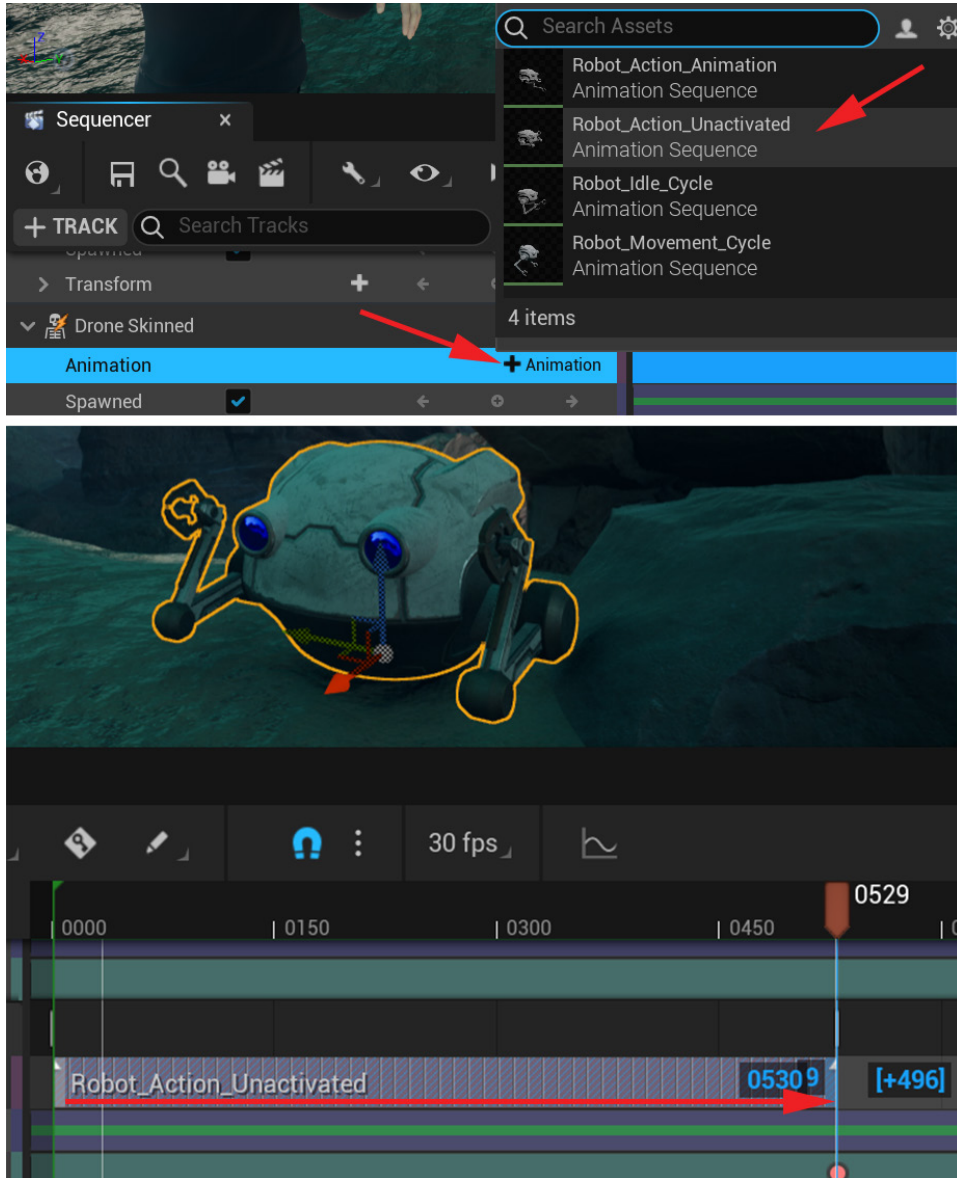 Search Assets
Robot_Action_Animation
Animation Sequence
Robot_Action_Unactivated
Animation Sequence
Robot_Idle_Cycle
Animation Sequence
Robot_Movement_Cycle
Animation Sequence
4 items
Z
Sequencer
TRACK
Search Tracks
Spawned
Transform
Drone Skinned
Animation
Animation
Spawned
30 fps
0529
0000
0150
0300
0450
Robot_Action_Unactivated
0530
[+496]